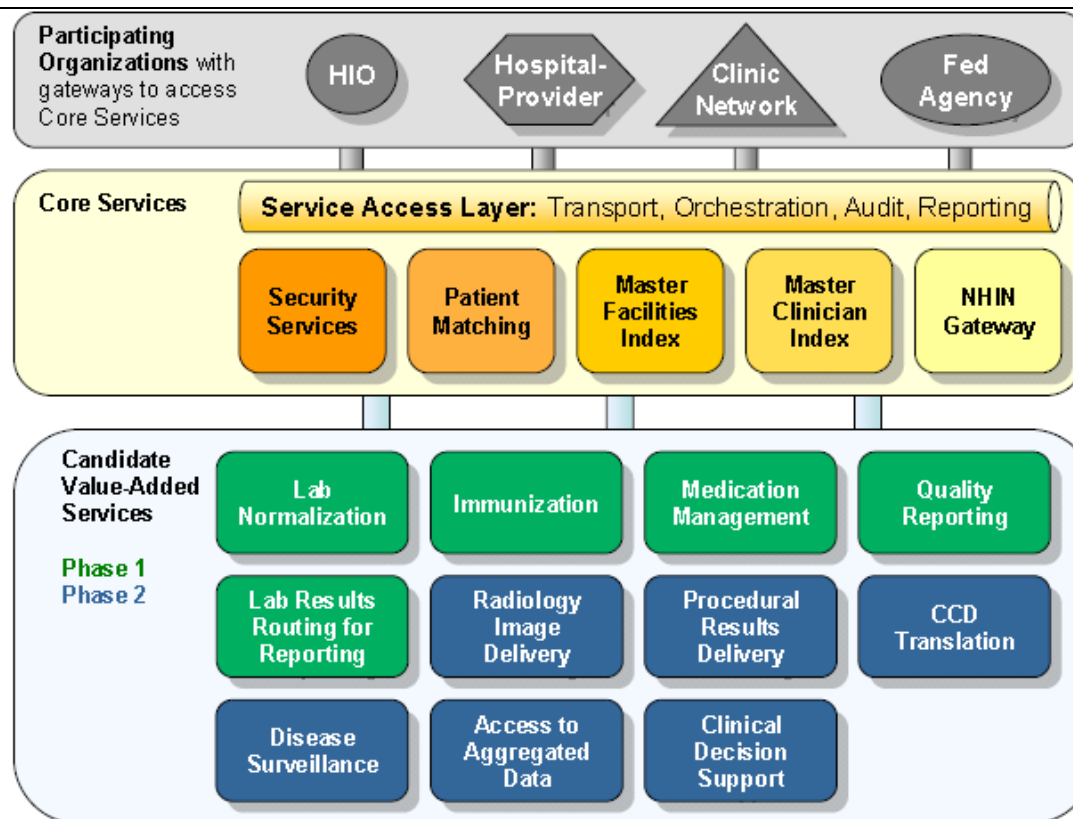 Participating
Organizations with
gateways to access
Core Services
HIO
Hospital-
Provider
Clinic
Network
Fed
Agency
Core Services
Service Access Layer: Transport, Orchestration, Audit, Reporting
Security
Services
Patient
Matching
Master
Facilities
Index
Master
Clinician
Index
NHIN
Gateway
Candidate
Value-Added
Services
Phase 1
Phase 2
Lab
Normalization
Immunization
Medication
Management
Quality
Reporting
Lab Results
Routing for
Reporting
Radiology
Image
Delivery
Procedural
Results
Delivery
CCD
Translation
Disease
Surveillance
Access to
Aggregated
Data
Clinical
Decision
Support